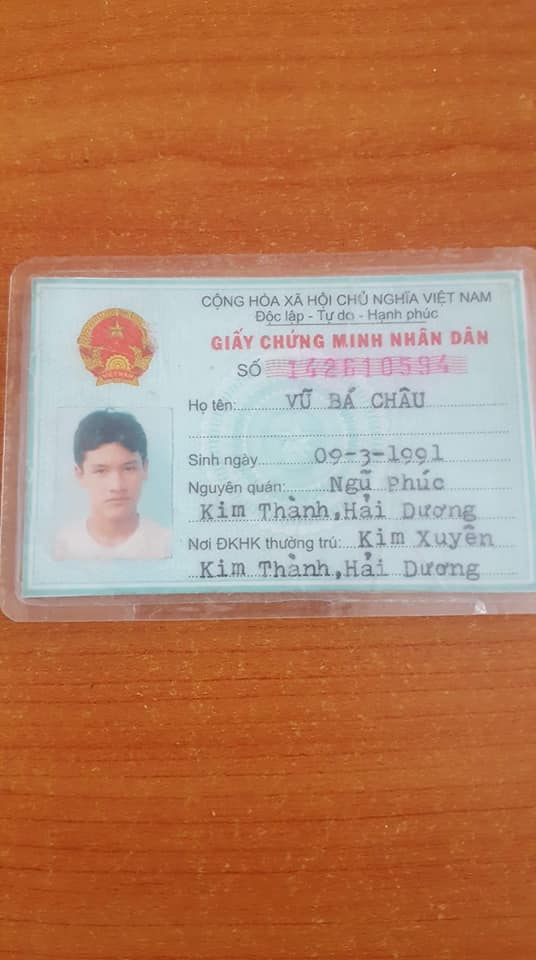 CỘNG HÒA XÃ HỘI CHỦ NGHĨA VIỆT NAM
Độc lập - Tự do - Hạnh phúc
GIẤY CHỨNG MINH NHÂN DÂN
SỐ 142610594
Họ tên: VŨ BÁ CHÂU
Sinh ngày 09-3-1991
Nguyên quán: Ngũ Phúc
Kim Thành, Hải Dương
Nơi ĐKHK thường trú: Kim Xuyên
Kim Thành, Hải Dương
VIỆT NAM